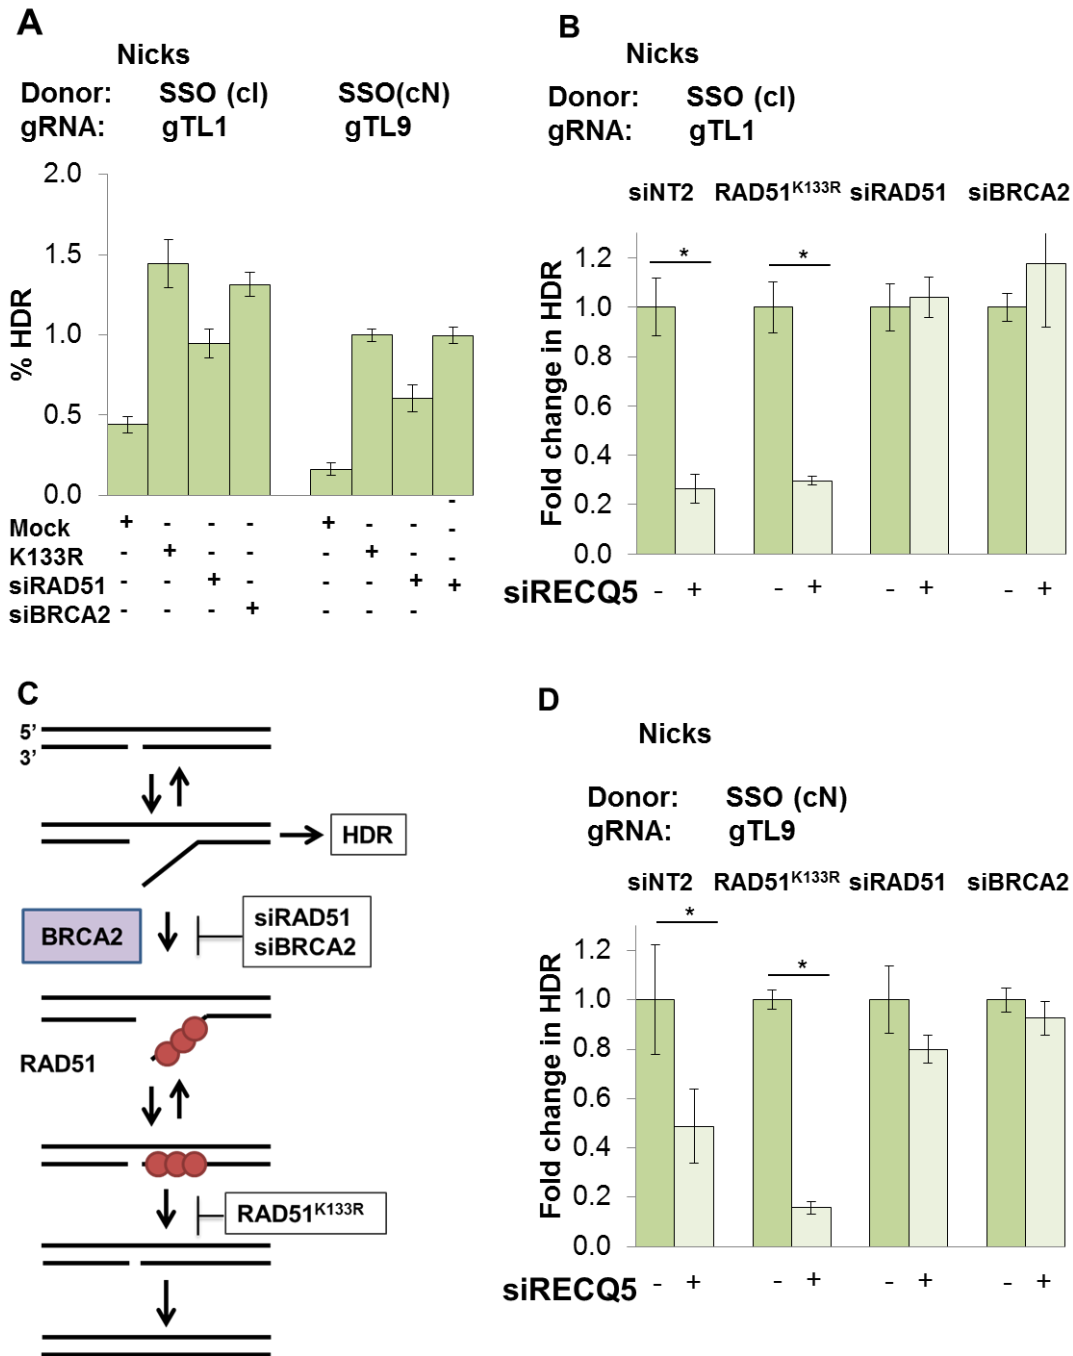 A
Nicks
Donor: SSO (cI) SSO(cN)
gRNA: gTL1 gTL9
% HDR
2.0
1.5
1.0
0.5
0.0
-
Mock + - - - + - - -
K133R - + - - - + - -
siRAD51 - - + - - - + +
siBRCA2 - - - + - - -
B
Nicks
Donor: SSO (cI)
gRNA: gTL1
siNT2 RAD51K133R siRAD51 siBRCA2
* *
Fold change in HDR
1.2
1.0
0.8
0.6
0.4
0.2
0.0
siRECQ5 - + - + - + - +
C
5'
3'
HDR
BRCA2
siRAD51
siBRCA2
RAD51
RAD51K133R
D
Nicks
Donor: SSO (cN)
gRNA: gTL9
siNT2 RAD51K133R siRAD51 siBRCA2
* *
Fold change in HDR
1.2
1.0
0.8
0.6
0.4
0.2
0.0
siRECQ5 - + - + - + - +